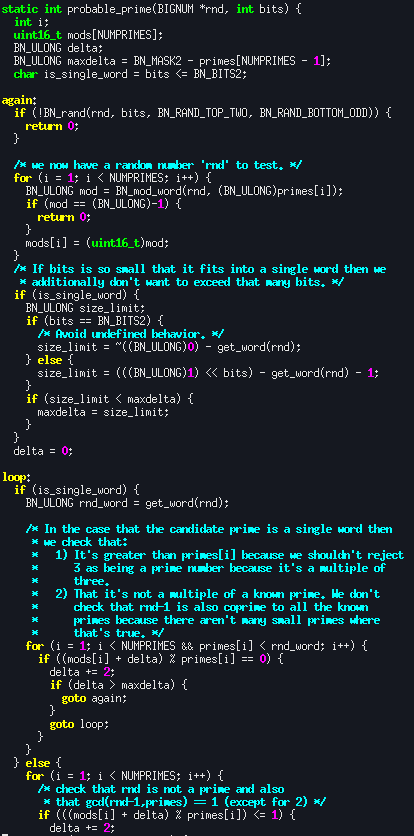 static int probable_prime(BIGNUM *rnd, int bits) {
  int i;
  uint16_t mods[NUMPRIMES];
  BN_ULONG delta;
  BN_ULONG maxdelta = BN_MASK2 - primes[NUMPRIMES - 1];
  char is_single_word = bits <= BN_BITS2;

again:
  if (!BN_rand(rnd, bits, BN_RAND_TOP_TWO, BN_RAND_BOTTOM_ODD)) {
    return 0;
  }

  /* we now have a random number 'rnd' to test. */
  for (i = 1; i < NUMPRIMES; i++) {
    BN_ULONG mod = BN_mod_word(rnd, (BN_ULONG)primes[i]);
    if (mod == (BN_ULONG)-1) {
      return 0;
    }
    mods[i] = (uint16_t)mod;
  }
  /* If bits is so small that it fits into a single word then we
   * additionally don't want to exceed that many bits. */
  if (is_single_word) {
    BN_ULONG size_limit;
    if (bits == BN_BITS2) {
      /* Avoid undefined behavior. */
      size_limit = ~((BN_ULONG)0) - get_word(rnd);
    } else {
      size_limit = (((BN_ULONG)1) << bits) - get_word(rnd) - 1;
    }
    if (size_limit < maxdelta) {
      maxdelta = size_limit;
    }
  }
  delta = 0;

loop:
  if (is_single_word) {
    BN_ULONG rnd_word = get_word(rnd);

    /* In the case that the candidate prime is a single word then
     * we check that:
     *   1) It's greater than primes[i] because we shouldn't reject
     *      3 as being a prime number because it's a multiple of
     *      three.
     *   2) That it's not a multiple of a known prime. We don't
     *      check that rnd-1 is also coprime to all the known
     *      primes because there aren't many small primes where
     *      that's true. */
    for (i = 1; i < NUMPRIMES && primes[i] < rnd_word; i++) {
      if ((mods[i] + delta) % primes[i] == 0) {
        delta += 2;
        if (delta > maxdelta) {
          goto again;
        }
        goto loop;
      }
    }
  } else {
    for (i = 1; i < NUMPRIMES; i++) {
      /* check that rnd is not a prime and also
       * that gcd(rnd-1,primes) == 1 (except for 2) */
      if (((mods[i] + delta) % primes[i]) <= 1) {
        delta += 2;